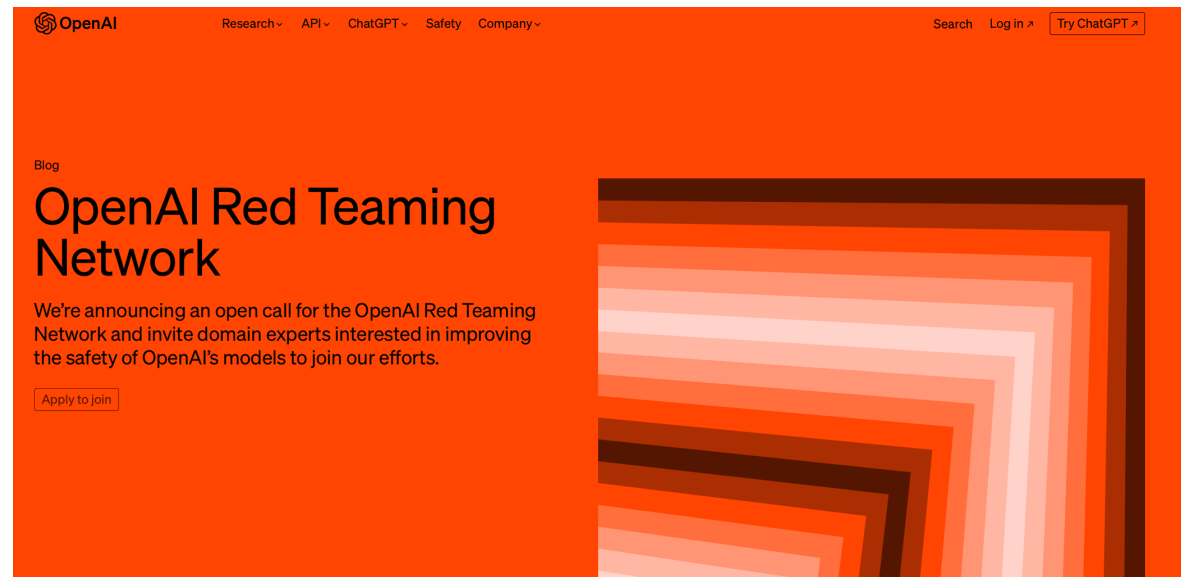 OpenAI
Research
API
ChatGPT
Safety
Company
Search
Log in ↗
Try ChatGPT ↗
Blog
OpenAI Red Teaming
Network
We’re announcing an open call for the OpenAI Red Teaming
Network and invite domain experts interested in improving
the safety of OpenAI’s models to join our efforts.
Apply to join